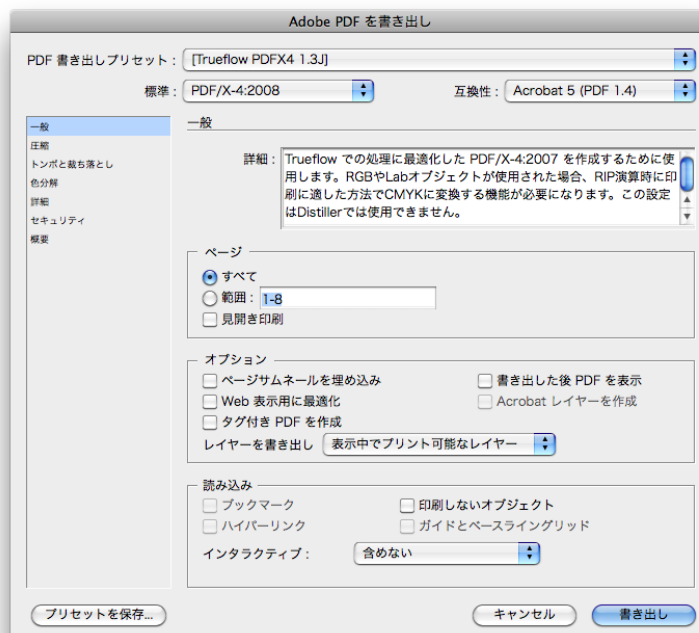 Adobe PDF を書き出し
PDF 書き出しプリセット : [Trueflow PDFX4 1.3J]
標準 : PDF/X-4:2008 互換性 : Acrobat 5 (PDF 1.4)
一般
圧縮
トンボと裁ち落とし
色分解
詳細
セキュリティ
概要
一般
詳細 : Trueflow での処理に最適化した PDF/X-4:2007 を作成するために使
用します。RGBやLabオブジェクトが使用された場合、RIP演算時に印
刷に適した方法でCMYKに変換する機能が必要になります。この設定
はDistillerでは使用できません。
ページ
すべて
範囲 : 1-8
見開き印刷
オプション
ページサムネールを埋め込み 書き出した後 PDF を表示
Web 表示用に最適化 Acrobat レイヤーを作成
タグ付き PDF を作成
レイヤーを書き出し 表示中でプリント可能なレイヤー
読み込み
ブックマーク 印刷しないオブジェクト
ハイパーリンク ガイドとベースライングリッド
インタラクティブ : 含めない
プリセットを保存... キャンセル 書き出し